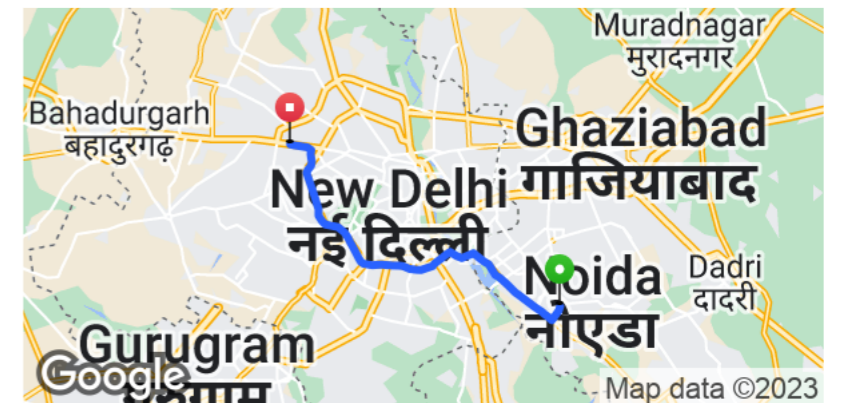 Muradnagar
मुरादनगर
Bahadurgarh
बहादुरगढ़
Ghaziabad
गाजियाबाद
New Delhi
नई दिल्ली
Noida
नोएडा
Dadri
दादरी
Gurugram
गुरुग्राम
Google
Map data ©2023